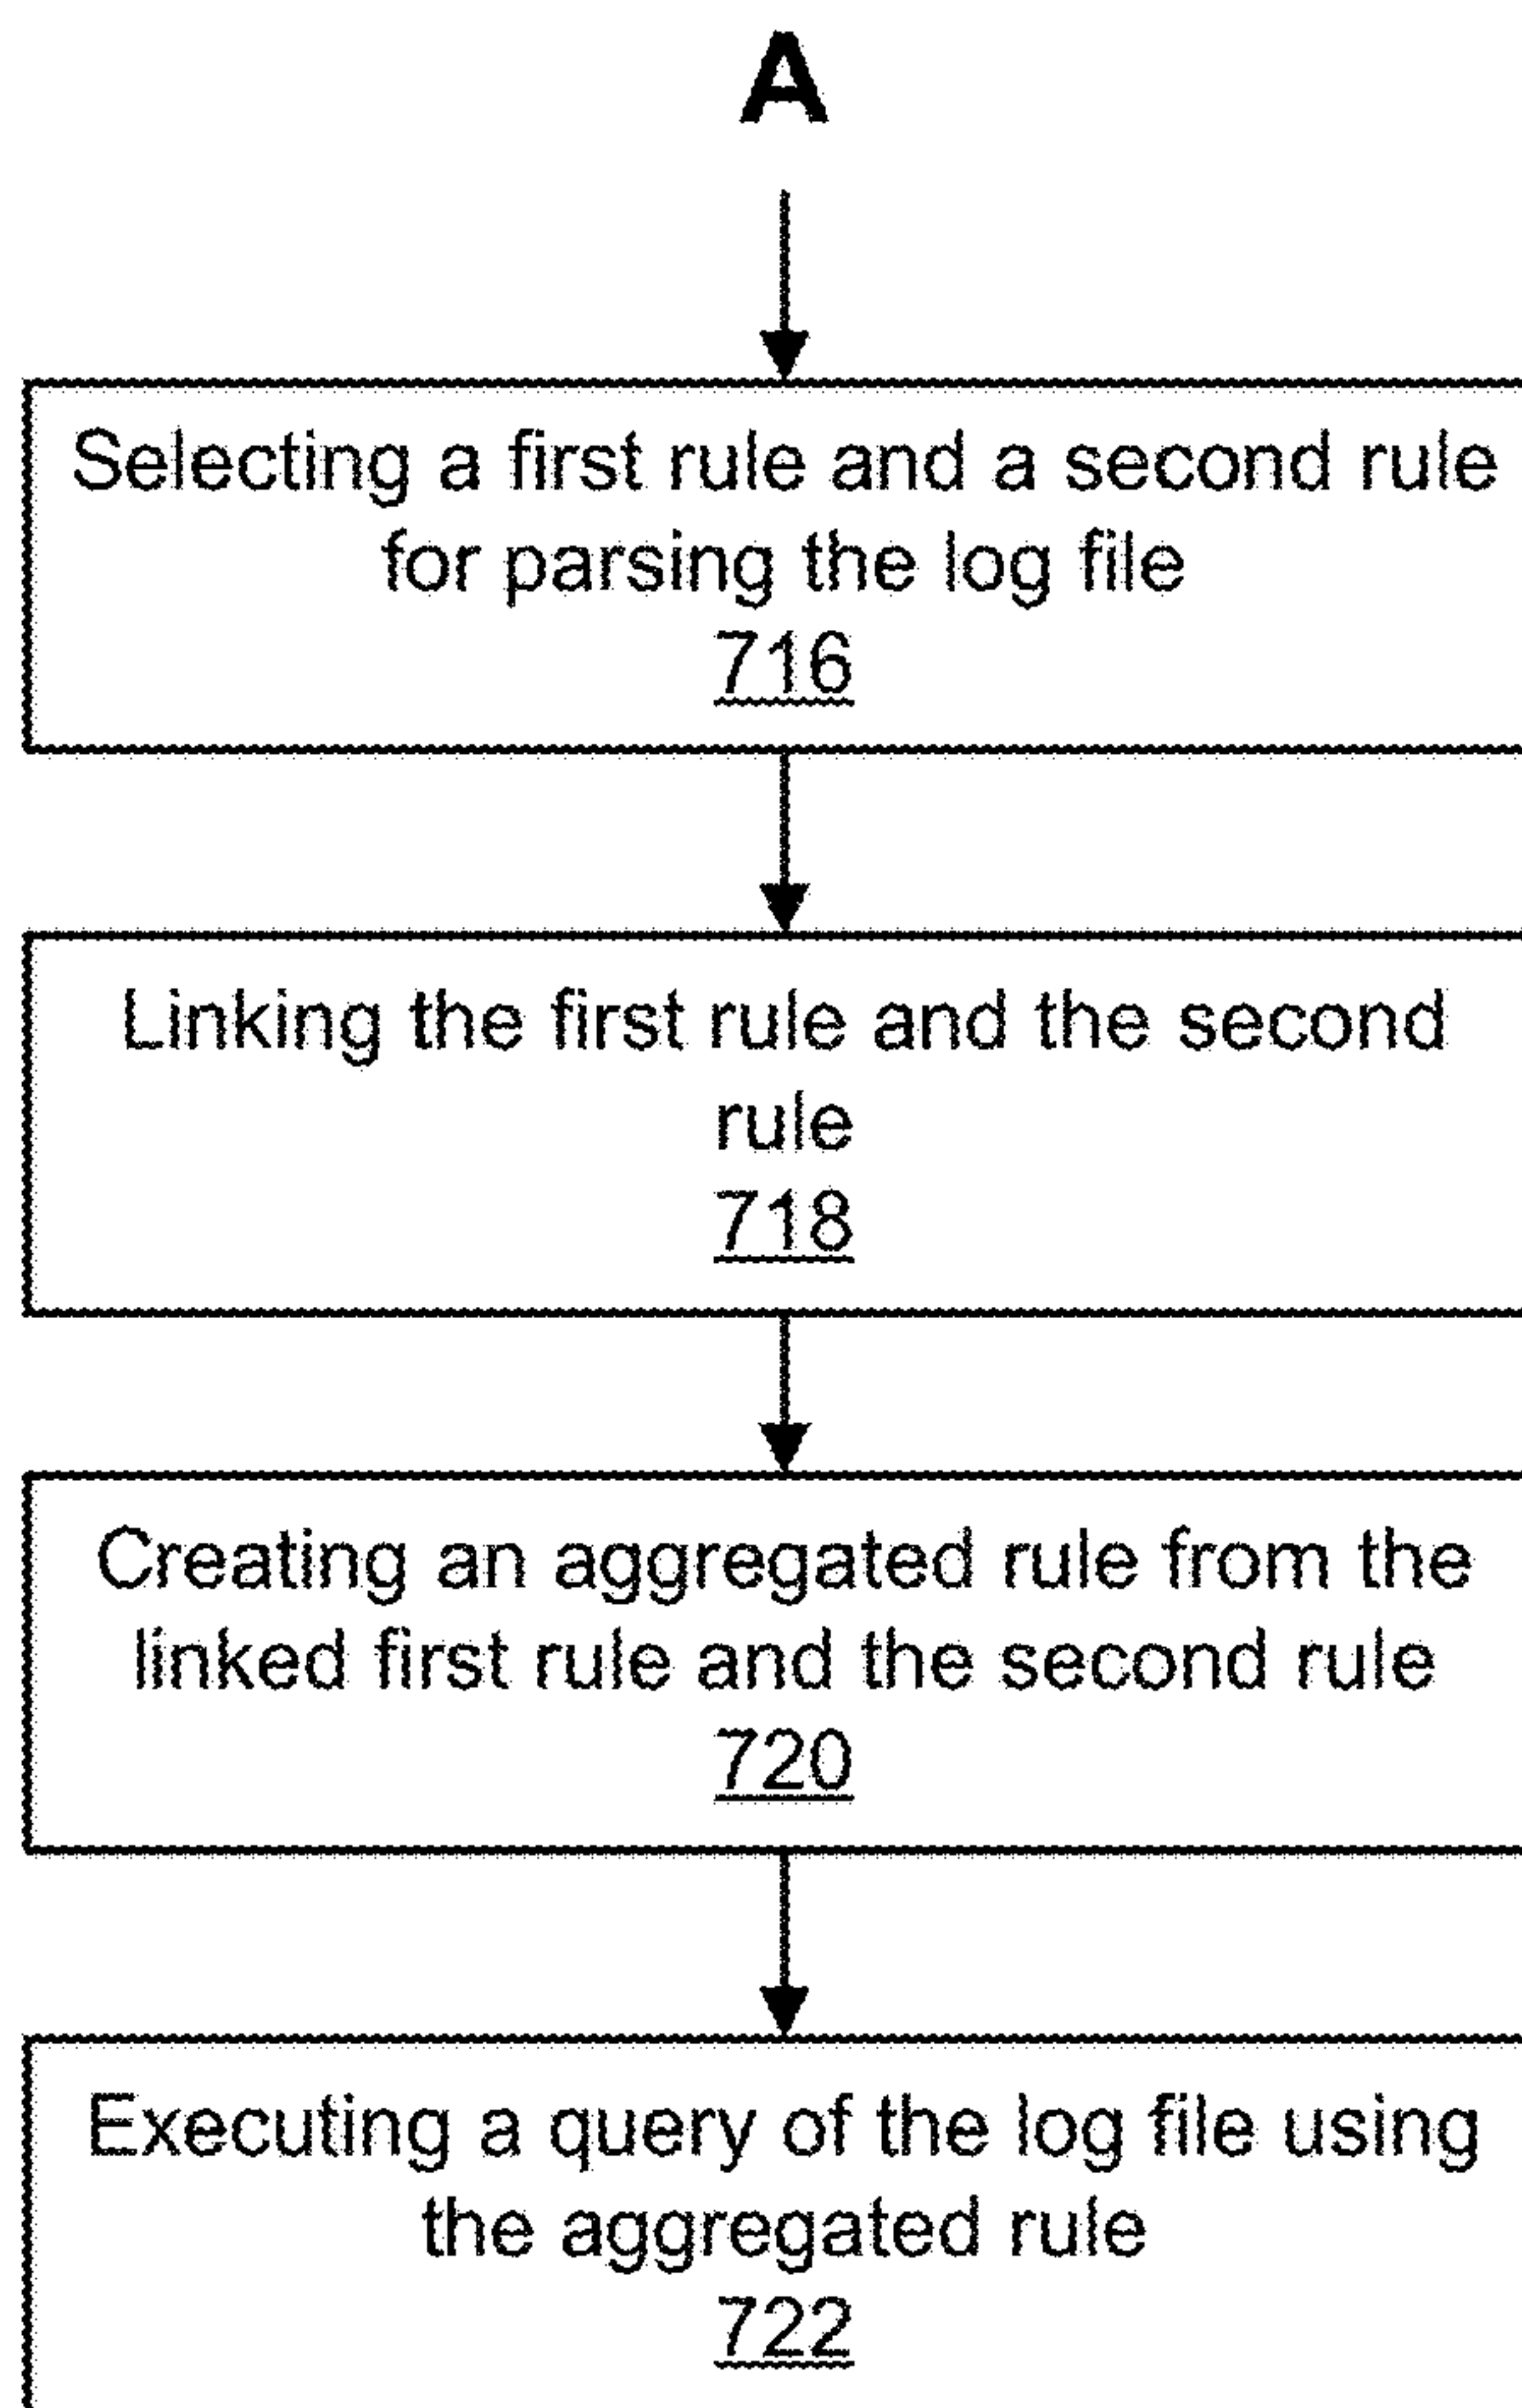 A
Selecting a first rule and a second rule
for parsing the log file
716
Linking the first rule and the second
rule
718
Creating an aggregated rule from the
linked first rule and the second rule
720
Executing a query of the log file using
the aggregated rule
722